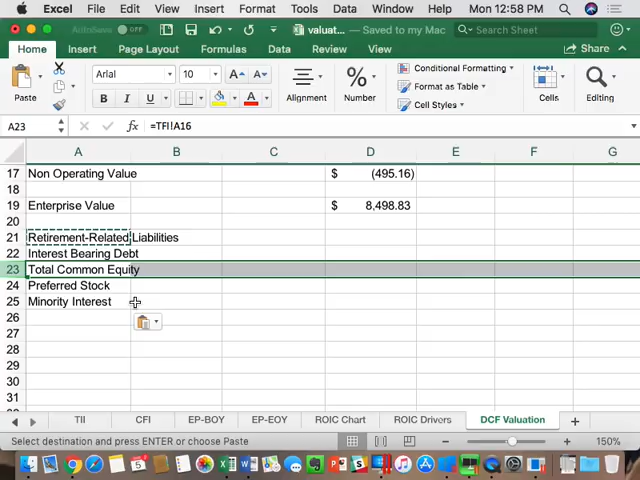 Excel File Edit View Insert Format Tools Data Window Help Mon 12:58 PM
AutoSave OFF valuat... — Saved to my Mac Search Sheet
Home Insert Page Layout Formulas Data Review View Share
Paste Arial 10 A A Alignment Number Conditional Formatting Cells Editing
B I U A Format as Table
Cell Styles
A23 fx =TFI!A16
A B C D E F G
17 Non Operating Value $ (495.16)
18
19 Enterprise Value $ 8,498.83
20
21 Retirement-Related Liabilities
22 Interest Bearing Debt
23 Total Common Equity
24 Preferred Stock
25 Minority Interest
26
27
28
29
30
31
TII CFI EP-BOY EP-EOY ROIC Chart ROIC Drivers DCF Valuation
Select destination and press ENTER or choose Paste 150%